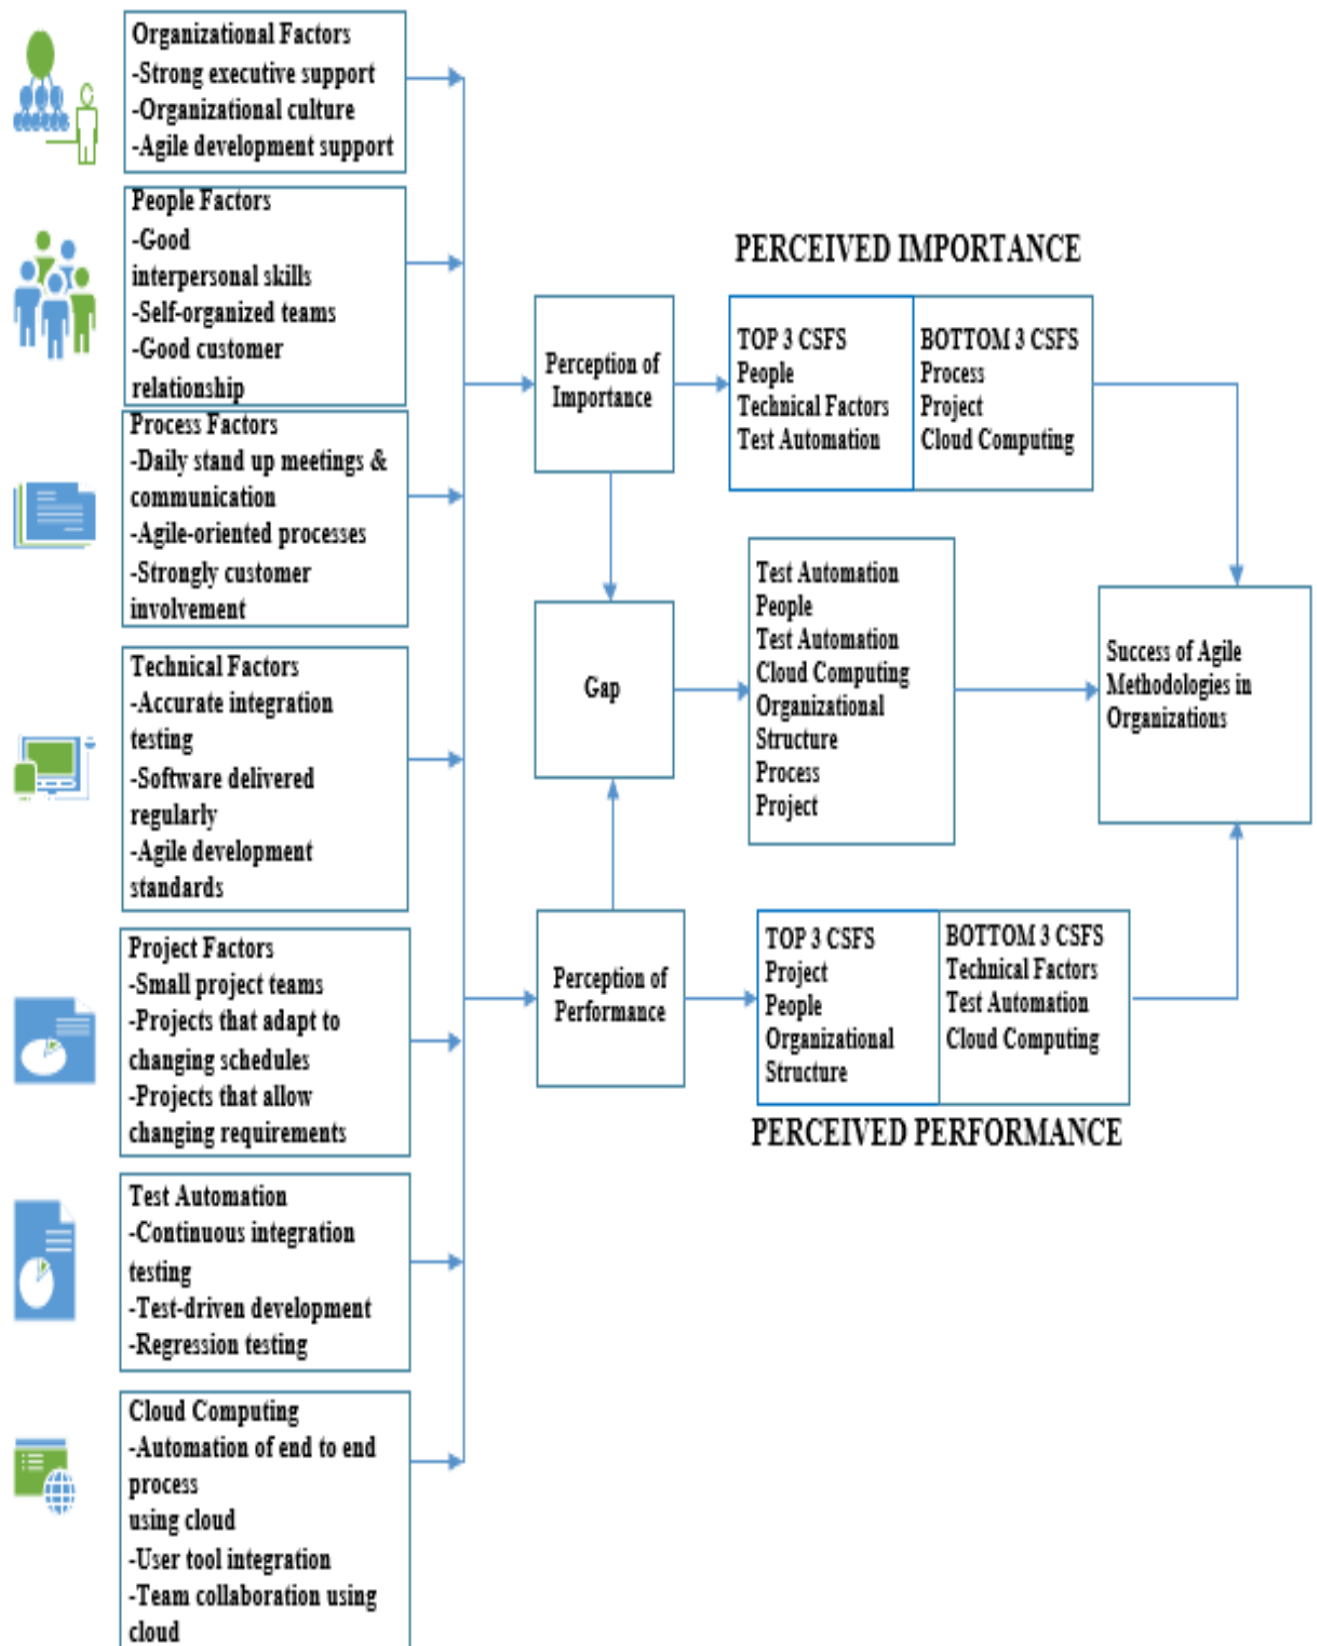 Organizational Factors
-Strong executive support
-Organizational culture
-Agile development support
People Factors
-Good
interpersonal skills
-Self-organized teams
-Good customer
relationship
Process Factors
-Daily stand up meetings &
communication
-Agile-oriented processes
-Strongly customer
involvement
Technical Factors
-Accurate integration
testing
-Software delivered
regularly
-Agile development
standards
Project Factors
-Small project teams
-Projects that adapt to
changing schedules
-Projects that allow
changing requirements
Test Automation
-Continuous integration
testing
-Test-driven development
-Regression testing
Cloud Computing
-Automation of end to end
process
using cloud
-User tool integration
-Team collaboration using
cloud
Perception of
Importance
Gap
Perception of
Performance
PERCEIVED IMPORTANCE
TOP 3 CSFS
People
Technical Factors
Test Automation
BOTTOM 3 CSFS
Process
Project
Cloud Computing
Test Automation
People
Test Automation
Cloud Computing
Organizational
Structure
Process
Project
TOP 3 CSFS
Project
People
Organizational
Structure
BOTTOM 3 CSFS
Technical Factors
Test Automation
Cloud Computing
PERCEIVED PERFORMANCE
Success of Agile
Methodologies in
Organizations